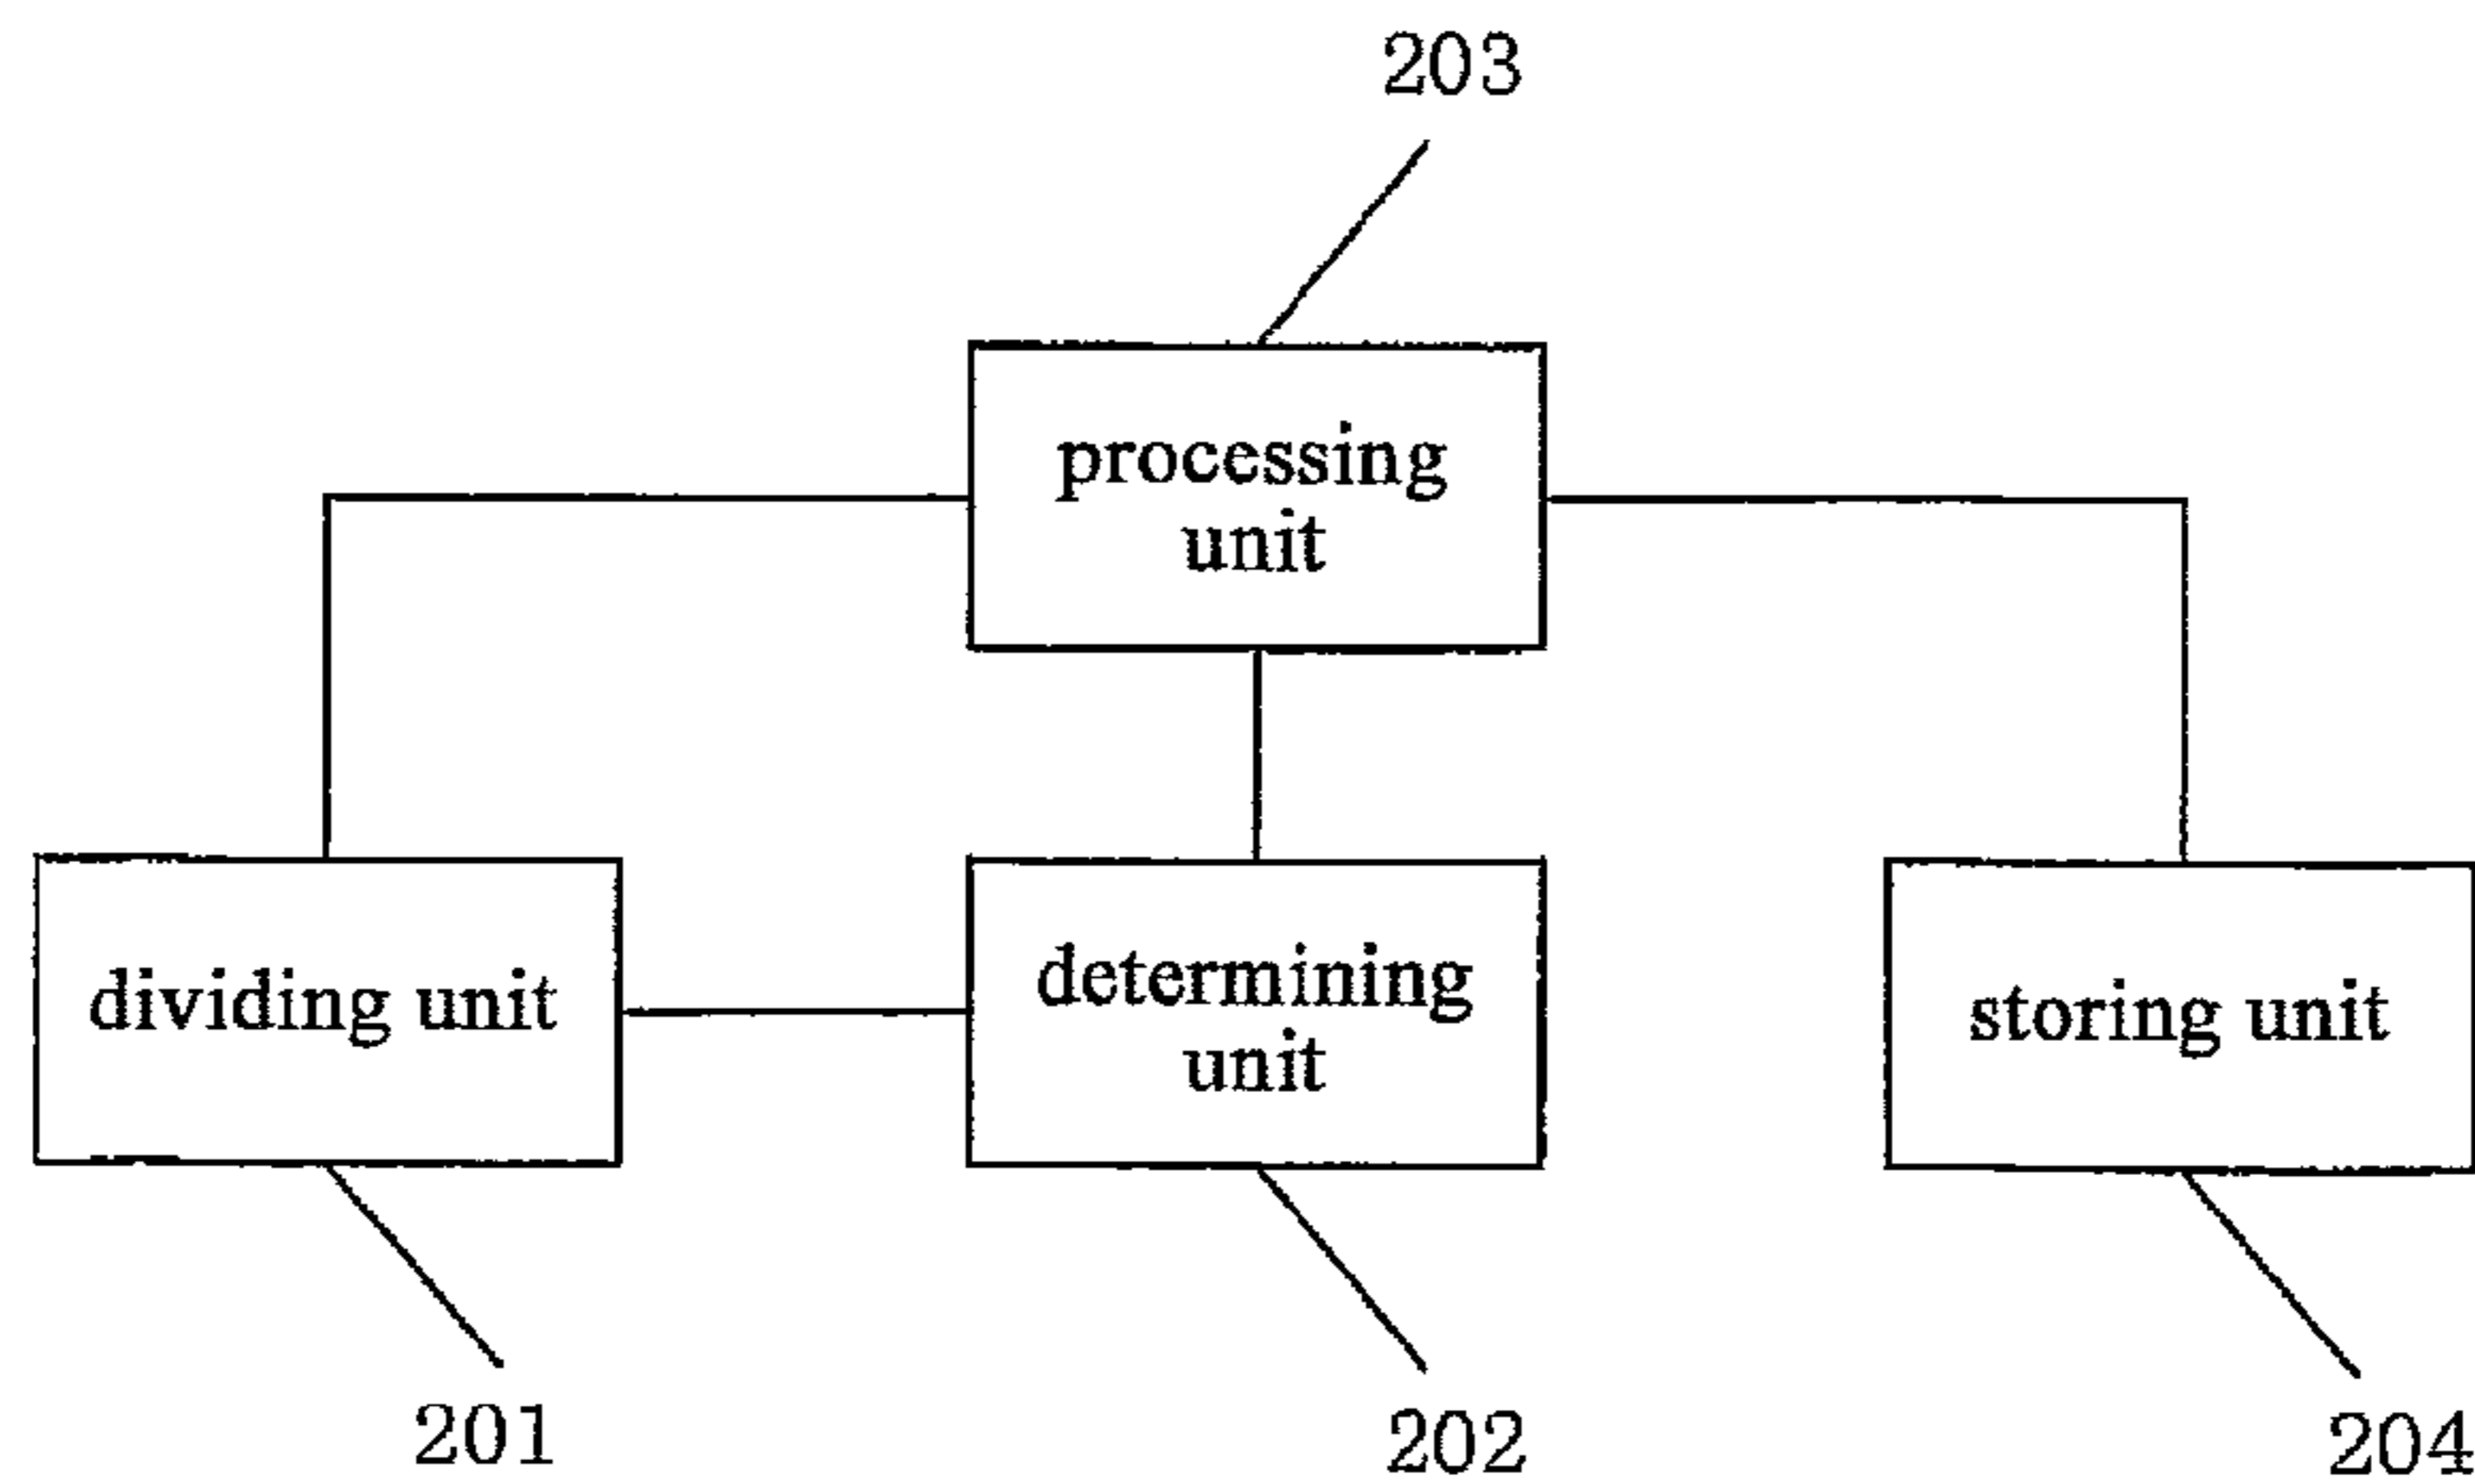 203
processing
unit
dividing unit
determining
unit
storing unit
201
202
204